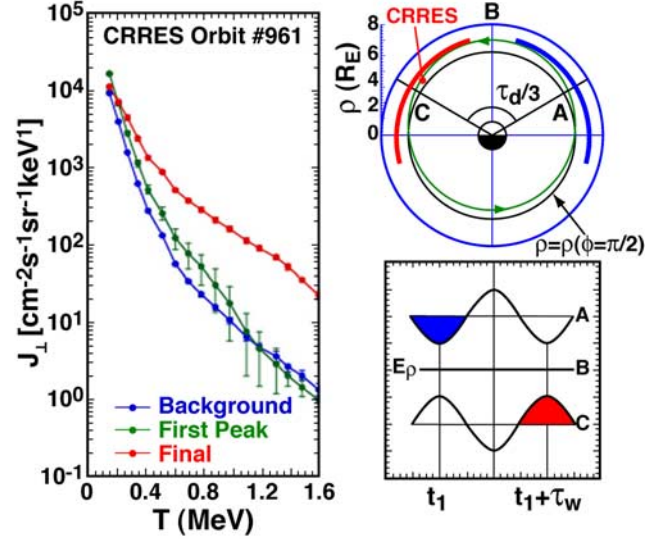 CRRES Orbit #961
10^5
10^4
10^3
10^2
10^1
10^0
10^-1
J⊥ [cm^-2s^-1sr^-1keV^1]
Background
First Peak
Final
0 0.4 0.8 1.2 1.6
T (MeV)
B
CRRES
8
6
4
2
0
ρ (R_E)
τ_d/3
C
A
ρ=ρ(ϕ=π/2)
A
E_ρ
B
C
t_1
t_1+τ_w